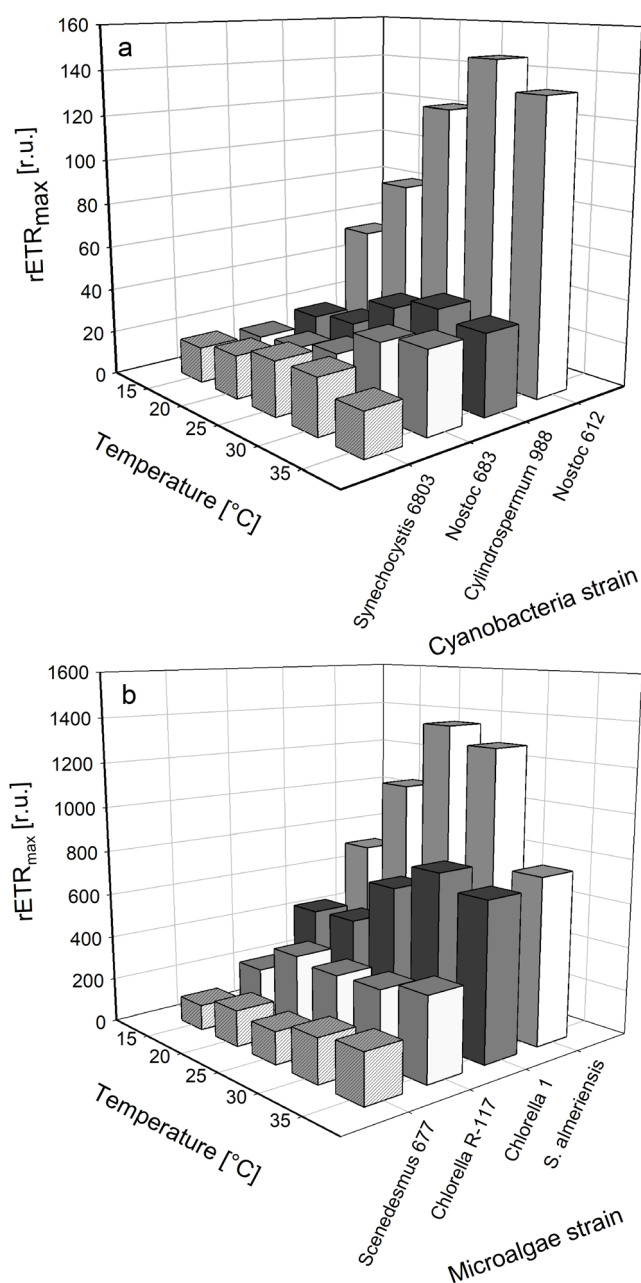 a
160
140
120
100
80
60
40
20
0
rETRmax [r.u.]
15
20
25
30
35
Temperature [°C]
Synechocystis 6803
Nostoc 683
Cylindrospermum 988
Nostoc 612
Cyanobacteria strain
b
1600
1400
1200
1000
800
600
400
200
0
rETRmax [r.u.]
15
20
25
30
35
Temperature [°C]
Scenedesmus 677
Chlorella R-117
Chlorella 1
S. almeriensis
Microalgae strain